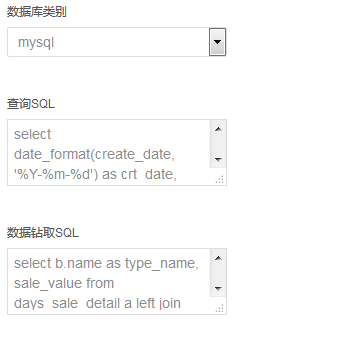 数据库类别
mysql
查询SQL
select
date_format(create_date,
'%Y-%m-%d') as crt_date,
数据钻取SQL
select b.name as type_name,
sale_value from
days_sale_detail a left join